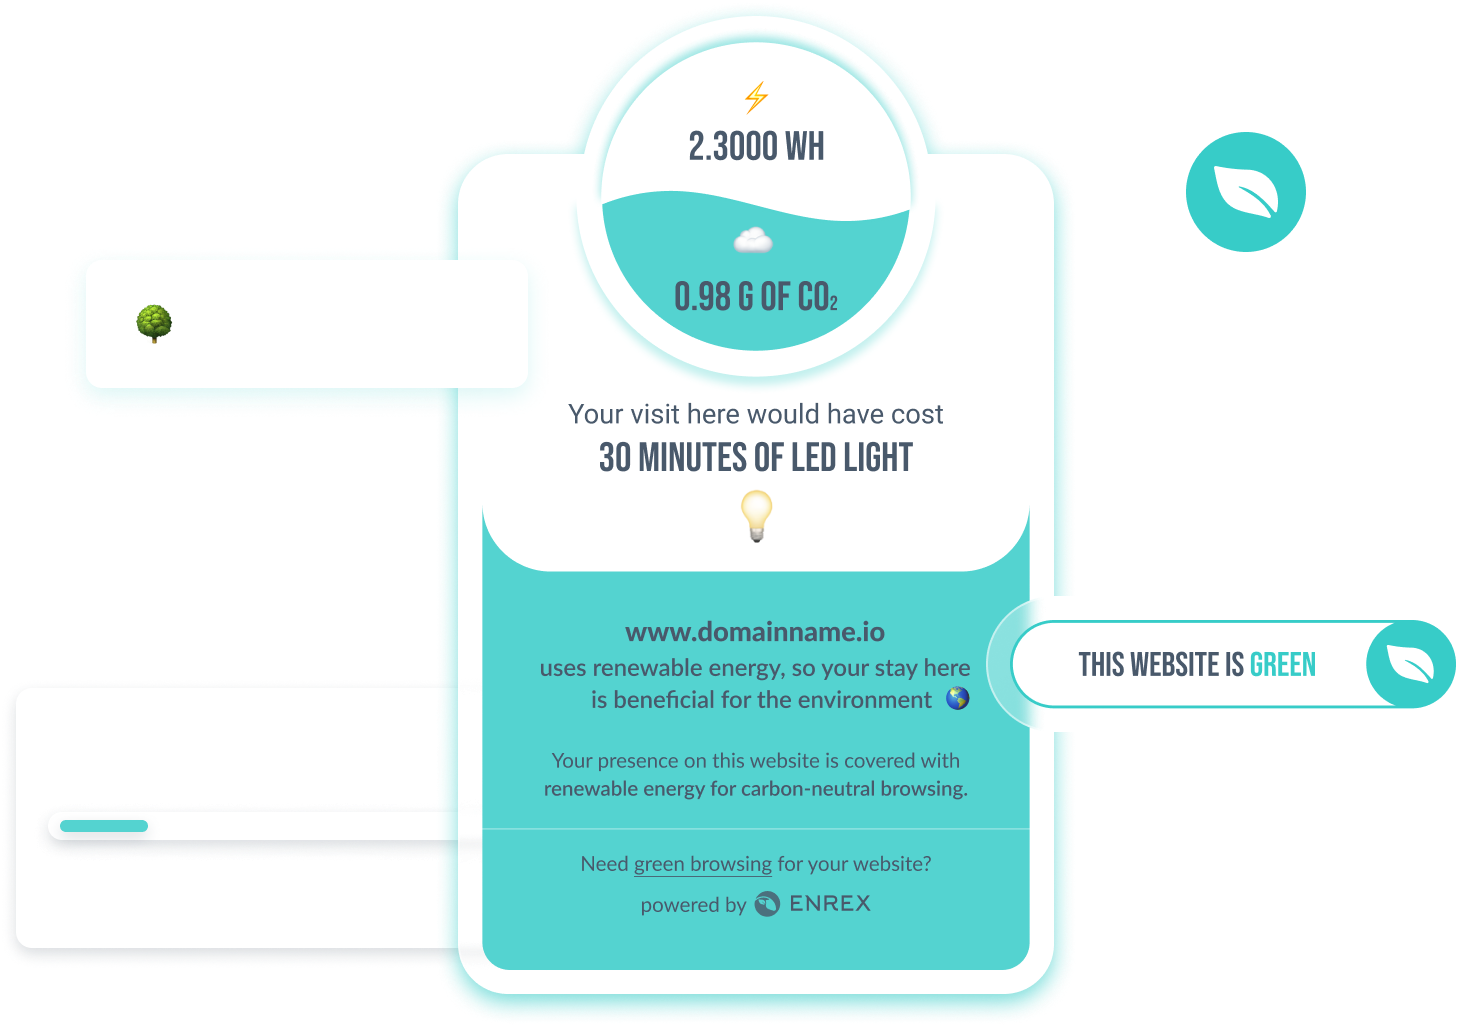 2.3000 WH
0.98 G OF CO₂
Your visit here would have cost
30 MINUTES OF LED LIGHT
www.domainname.io
uses renewable energy, so your stay here
is beneficial for the environment
THIS WEBSITE IS GREEN
Your presence on this website is covered with
renewable energy for carbon-neutral browsing.
Need green browsing for your website?
powered by ENREX